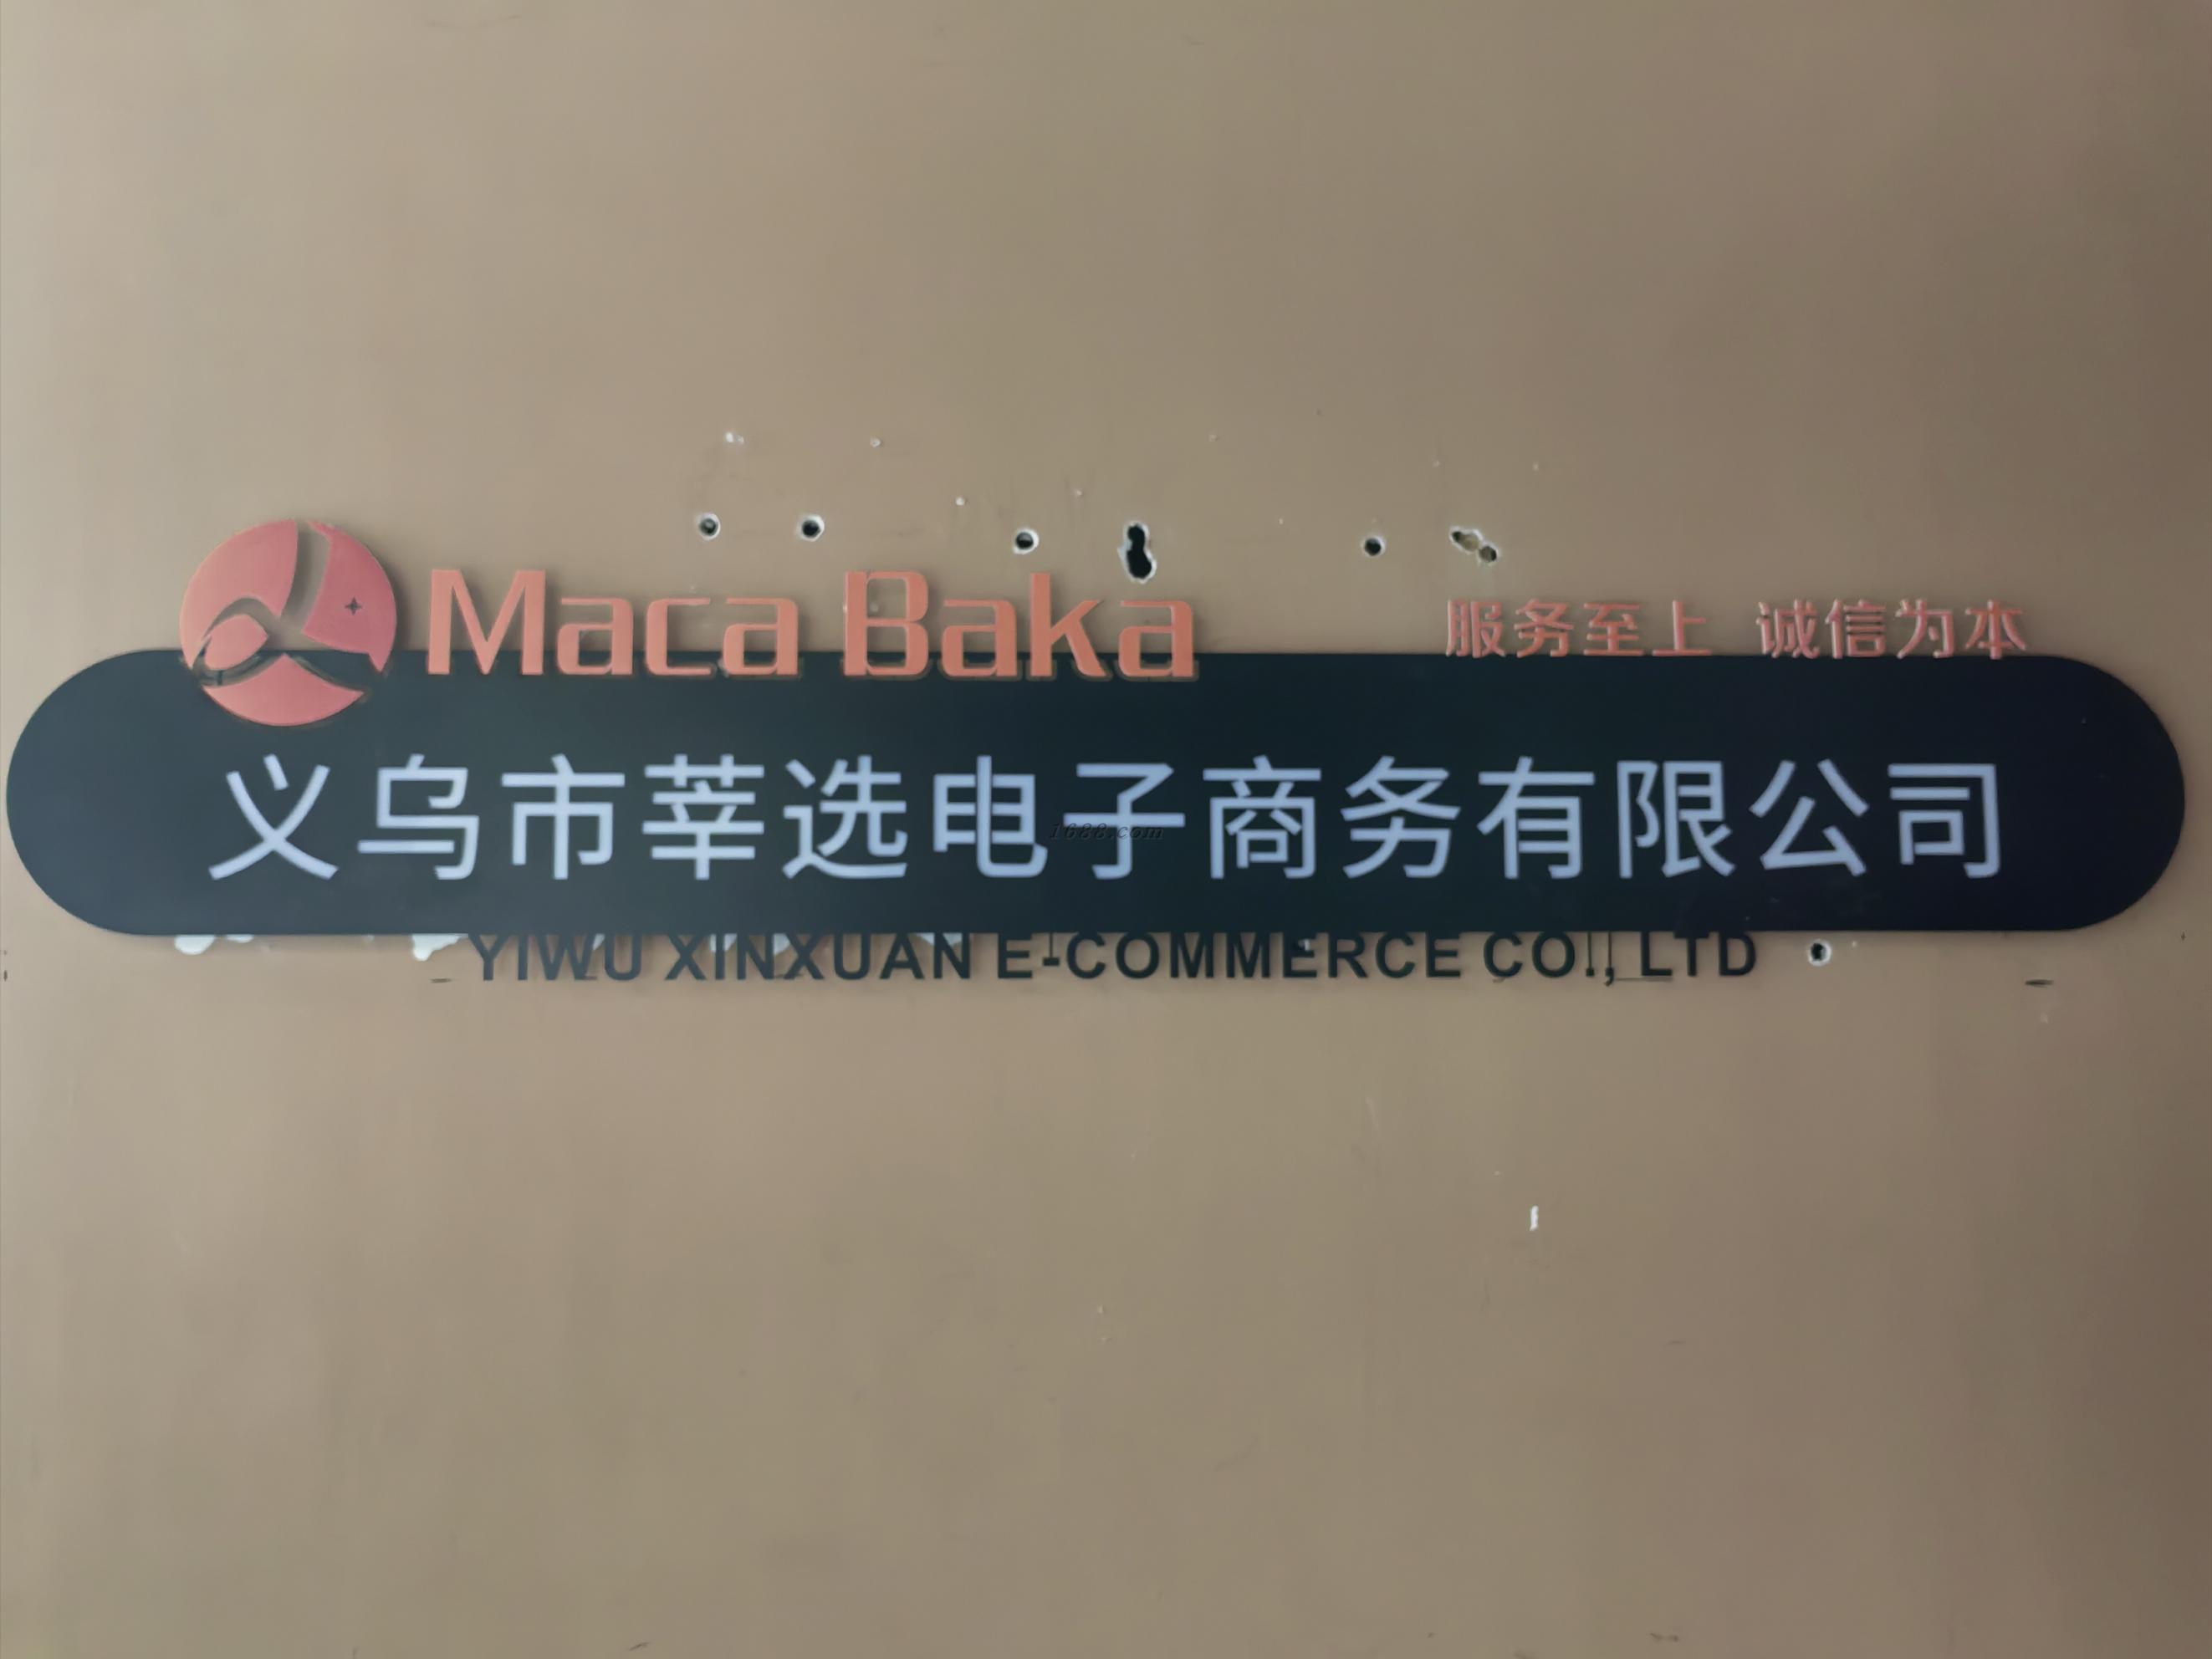 Maca Baka
服务至上 诚信为本
义乌市莘选电子商务有限公司
1688.com
YIWU XINXUAN E-COMMERCE CO., LTD